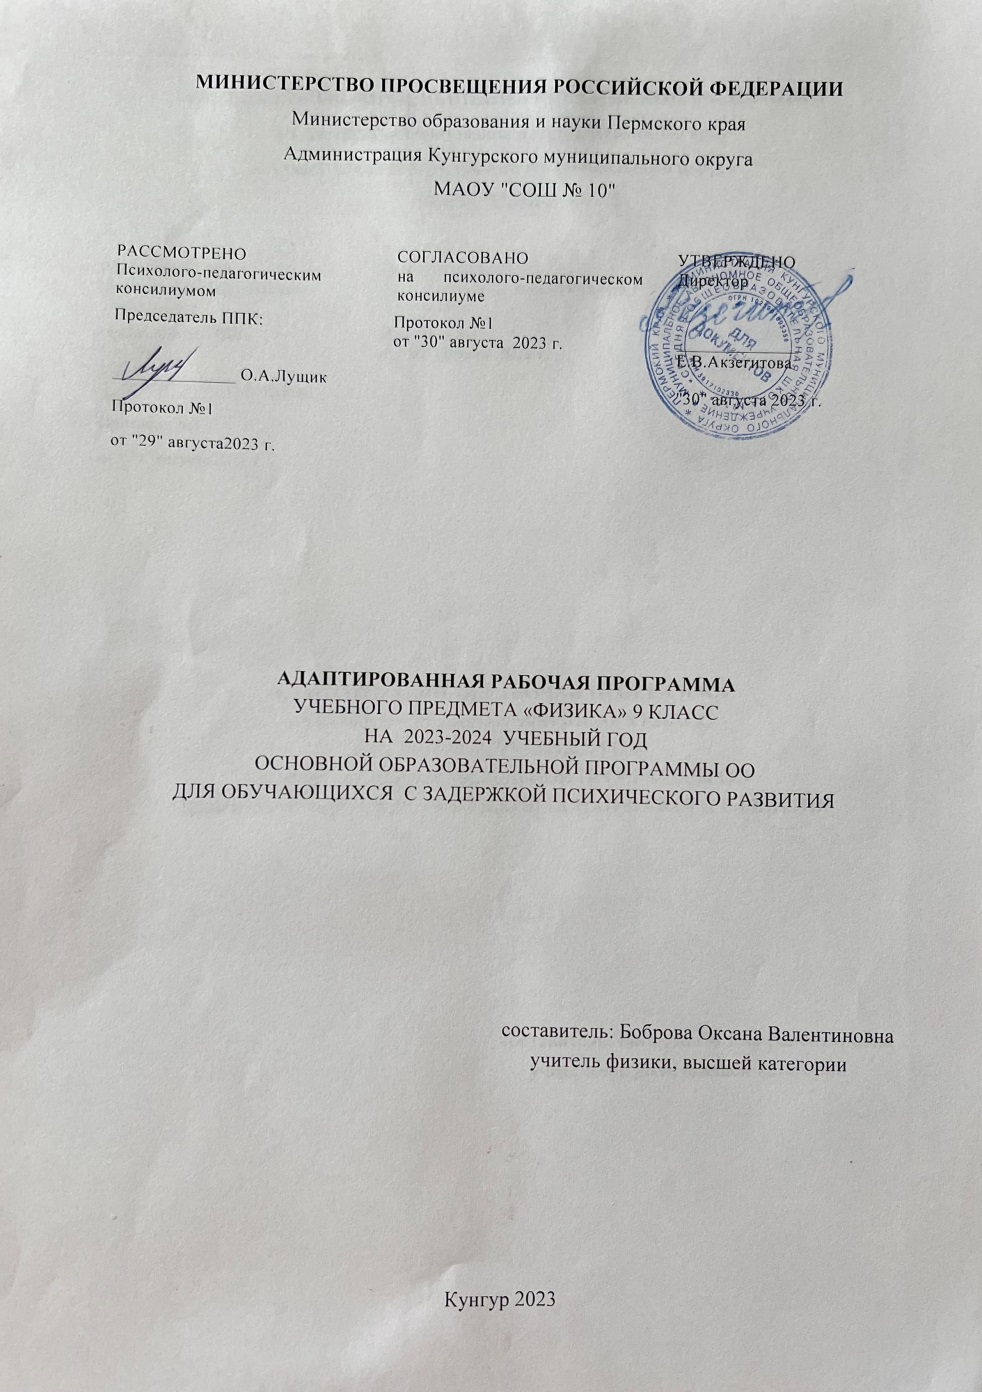 МИНИСТЕРСТВО ПРОСВЕЩЕНИЯ РОССИЙСКОЙ ФЕДЕРАЦИИ
Министерство образования и науки Пермского края
Администрация Кунгурского муниципального округа
МАОУ "СОШ № 10"
РАССМОТРЕНО
Психолого-педагогическим
консилиумом
Председатель ППК:
О.А.Лущик
Протокол №1
от "29" августа2023 г.
СОГЛАСОВАНО
на психолого-педагогическом
консилиуме
Протокол №1
от "30" августа 2023 г.
УТВЕРЖДЕНО
Директор
Е.В.Акзегитова
"30" августа 2023 г.
ДЛЯ
ДОКУМЕНТОВ
АДАПТИРОВАННАЯ РАБОЧАЯ ПРОГРАММА
УЧЕБНОГО ПРЕДМЕТА «ФИЗИКА» 9 КЛАСС
НА 2023-2024 УЧЕБНЫЙ ГОД
ОСНОВНОЙ ОБРАЗОВАТЕЛЬНОЙ ПРОГРАММЫ ОО
ДЛЯ ОБУЧАЮЩИХСЯ С ЗАДЕРЖКОЙ ПСИХИЧЕСКОГО РАЗВИТИЯ
составитель: Боброва Оксана Валентиновна
учитель физики, высшей категории
Кунгур 2023